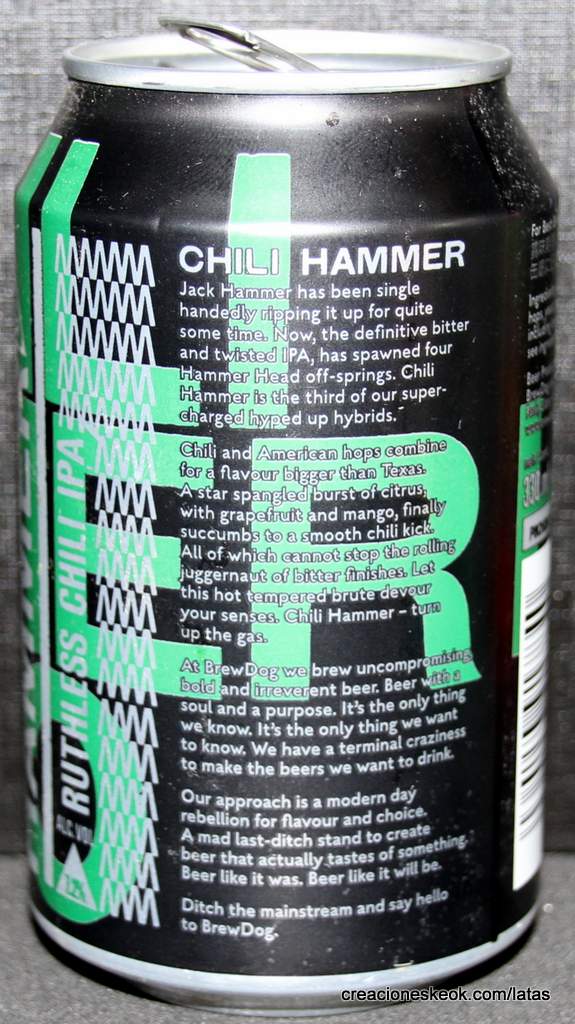 CHILI HAMMER
Jack Hammer has been single
handedly ripping it up for quite
some time. Now, the definitive bitter
and twisted IPA, has spawned four
Hammer Head off-springs. Chili
Hammer is the third of our super-
charged hyped up hybrids.
Chili and American hops combine
for a flavour bigger than Texas.
A star spangled burst of citrus,
with grapefruit and mango, finally
succumbs to a smooth chili kick.
All of which cannot stop the rolling
juggernaut of bitter finishes. Let
this hot tempered brute devour
your senses. Chili Hammer – turn
up the gas.
At BrewDog we brew uncompromising,
bold and irreverent beer. Beer with a
soul and a purpose. It's the only thing
we know. It's the only thing we want
to know. We have a terminal craziness
to make the beers we want to drink.
Our approach is a modern day
rebellion for flavour and choice.
A mad last-ditch stand to create
beer that actually tastes of something.
Beer like it was. Beer like it will be.
Ditch the mainstream and say hello
to BrewDog.
RUTHLESS CHILI IPA
ALC. VOL
7.2%
ER
330
creacioneskeok.com/latas